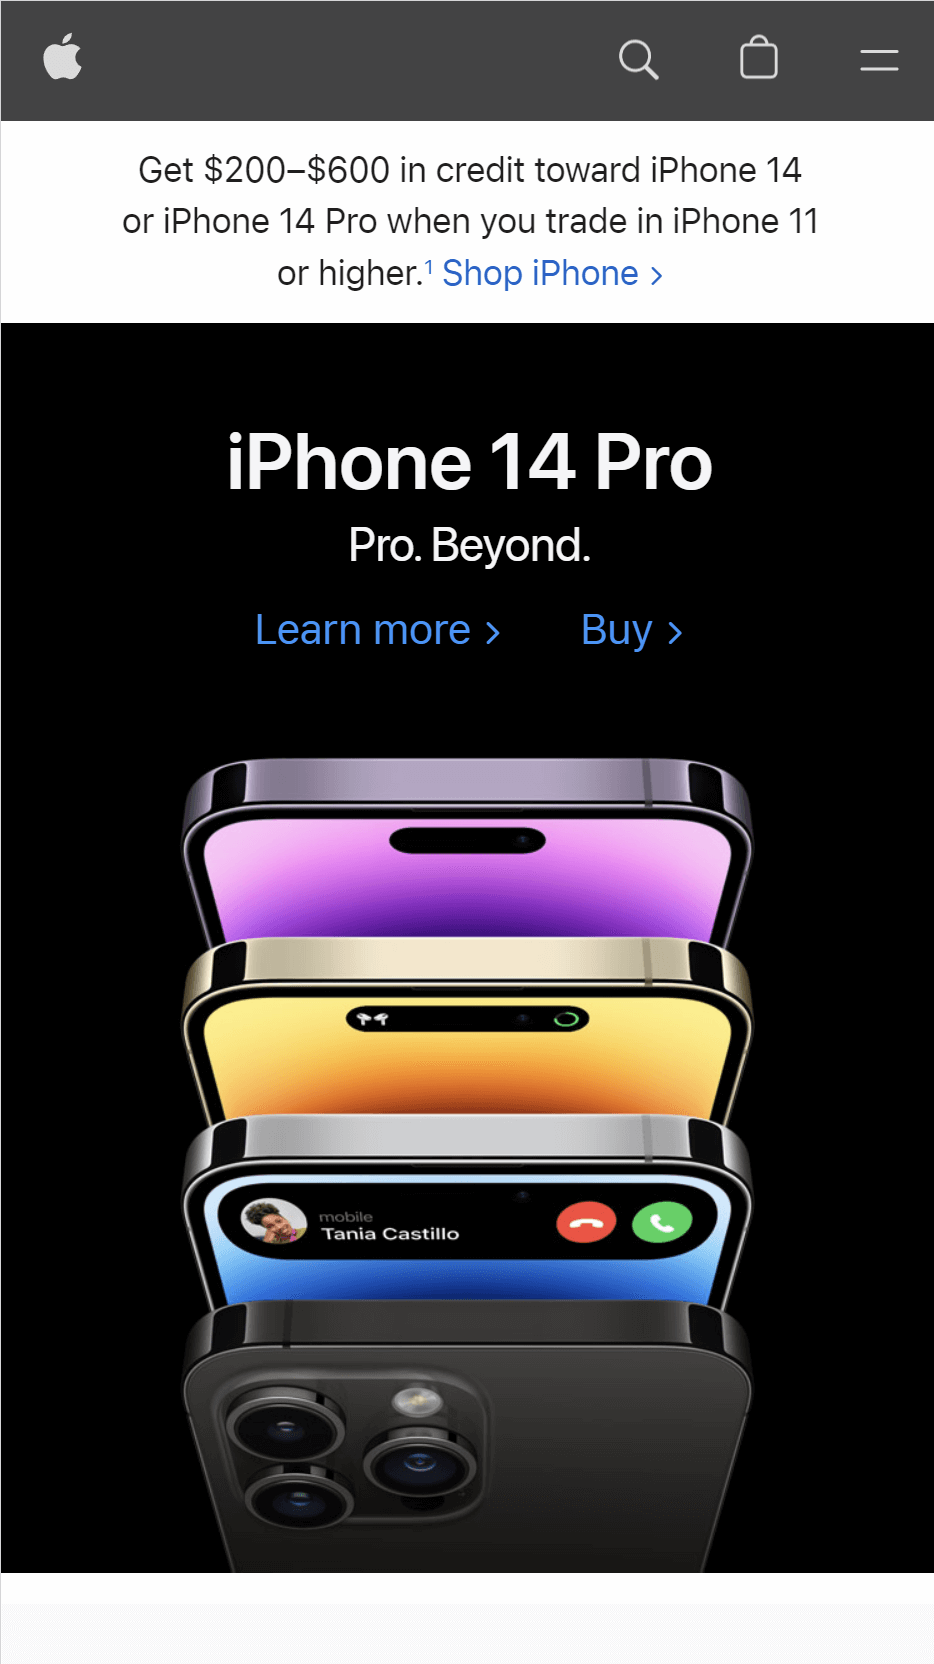 Get $200–$600 in credit toward iPhone 14
or iPhone 14 Pro when you trade in iPhone 11
or higher.¹ Shop iPhone >
iPhone 14 Pro
Pro. Beyond.
Learn more > Buy >
mobile
Tania Castillo